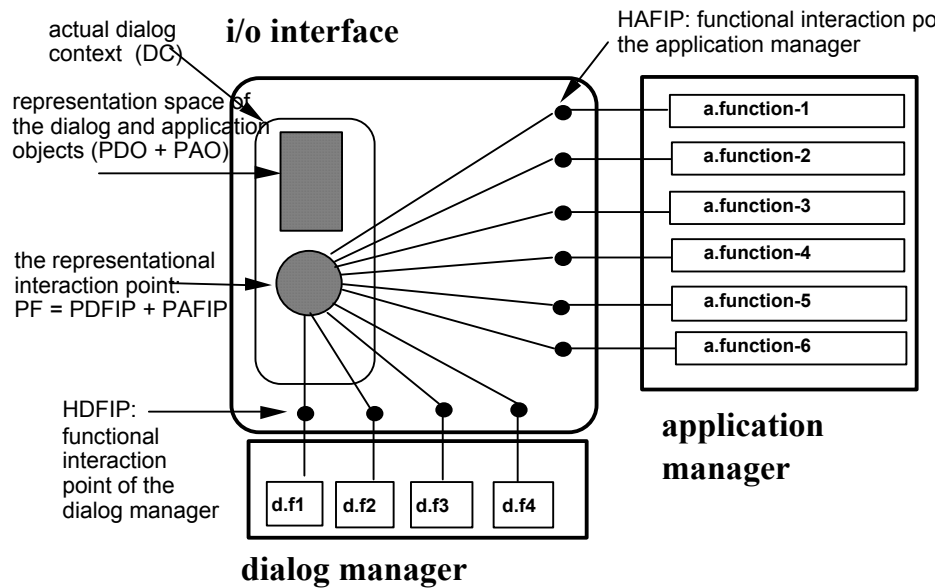 actual dialog
context (DC)
i/o interface
HAFIP: functional interaction po
the application manager
representation space of
the dialog and application
objects (PDO + PAO)
the representational
interaction point:
PF = PDFIP + PAFIP
HDFIP:
functional
interaction
point of the
dialog manager
a.function-1
a.function-2
a.function-3
a.function-4
a.function-5
a.function-6
application
manager
d.f1
d.f2
d.f3
d.f4
dialog manager